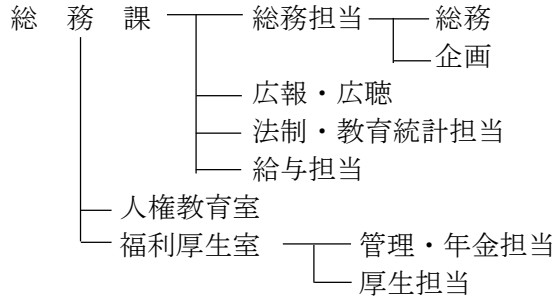 総務課 総務担当 総務
企画
広報・広聴
法制・教育統計担当
給与担当
人権教育室
福利厚生室 管理・年金担当
厚生担当